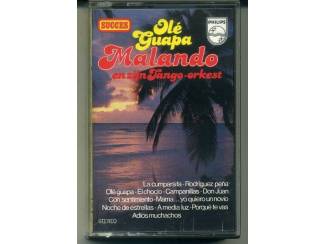 SUCCES
Olé
Guapa
PHILIPS
Malando
en zijn Tango-orkest
La cumparsita · Rodriguez peña
Olé guapa · El choclo · Campanillas · Don Juan
Con sentimiento · Mama... yo quiero un novio
Noche de estrellas · A media luz · Porque te vas
Adios muchachos
STEREO